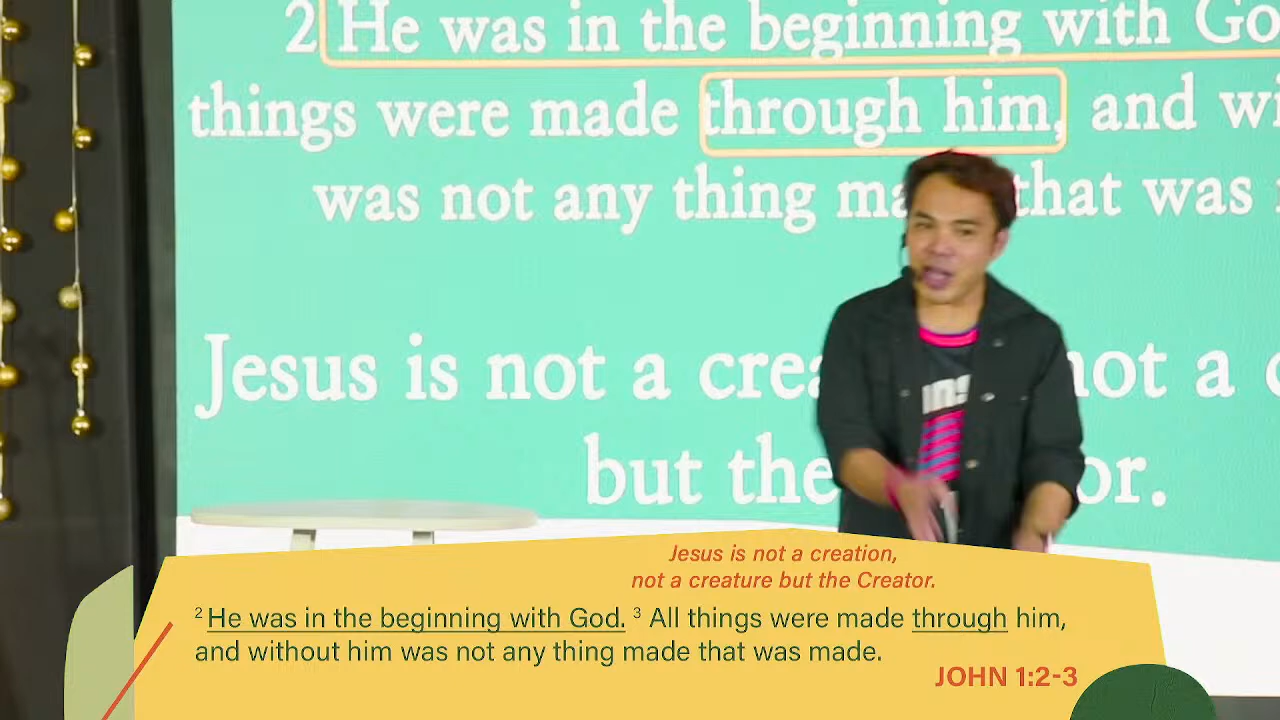 2 He was in the beginning with Go
things were made through him, and wi
was not any thing ma that was
Jesus is not a crea not a c
but the or.
Jesus is not a creation,
not a creature but the Creator.
2 He was in the beginning with God. 3 All things were made through him,
and without him was not any thing made that was made.
JOHN 1:2-3